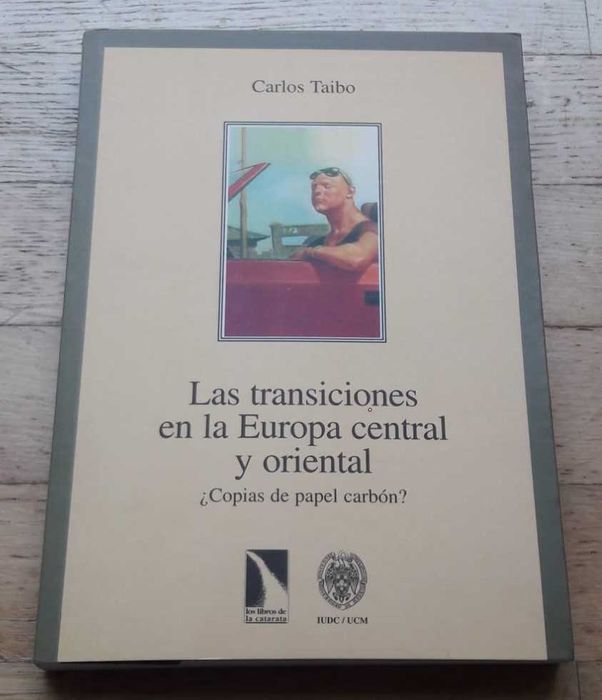 Carlos Taibo
Las transiciones
en la Europa central
y oriental
¿Copias de papel carbón?
los libros de
la catarata
IUDC / UCM